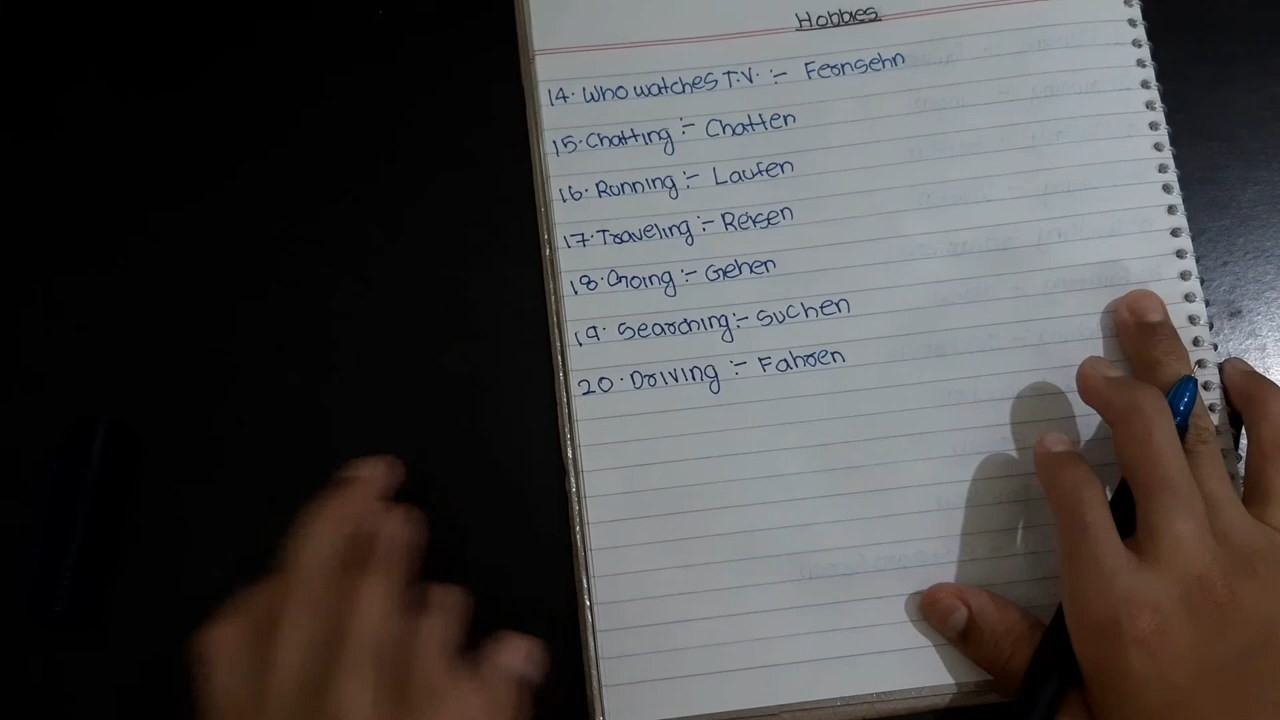 Hobbies
14. Who watches T.V. :- Fernsehn
15. Chatting :- Chatten
16. Running :- Laufen
17. Traveling :- Reisen
18. Going :- Gehen
19. Searching :- Suchen
20. Driving :- Fahren